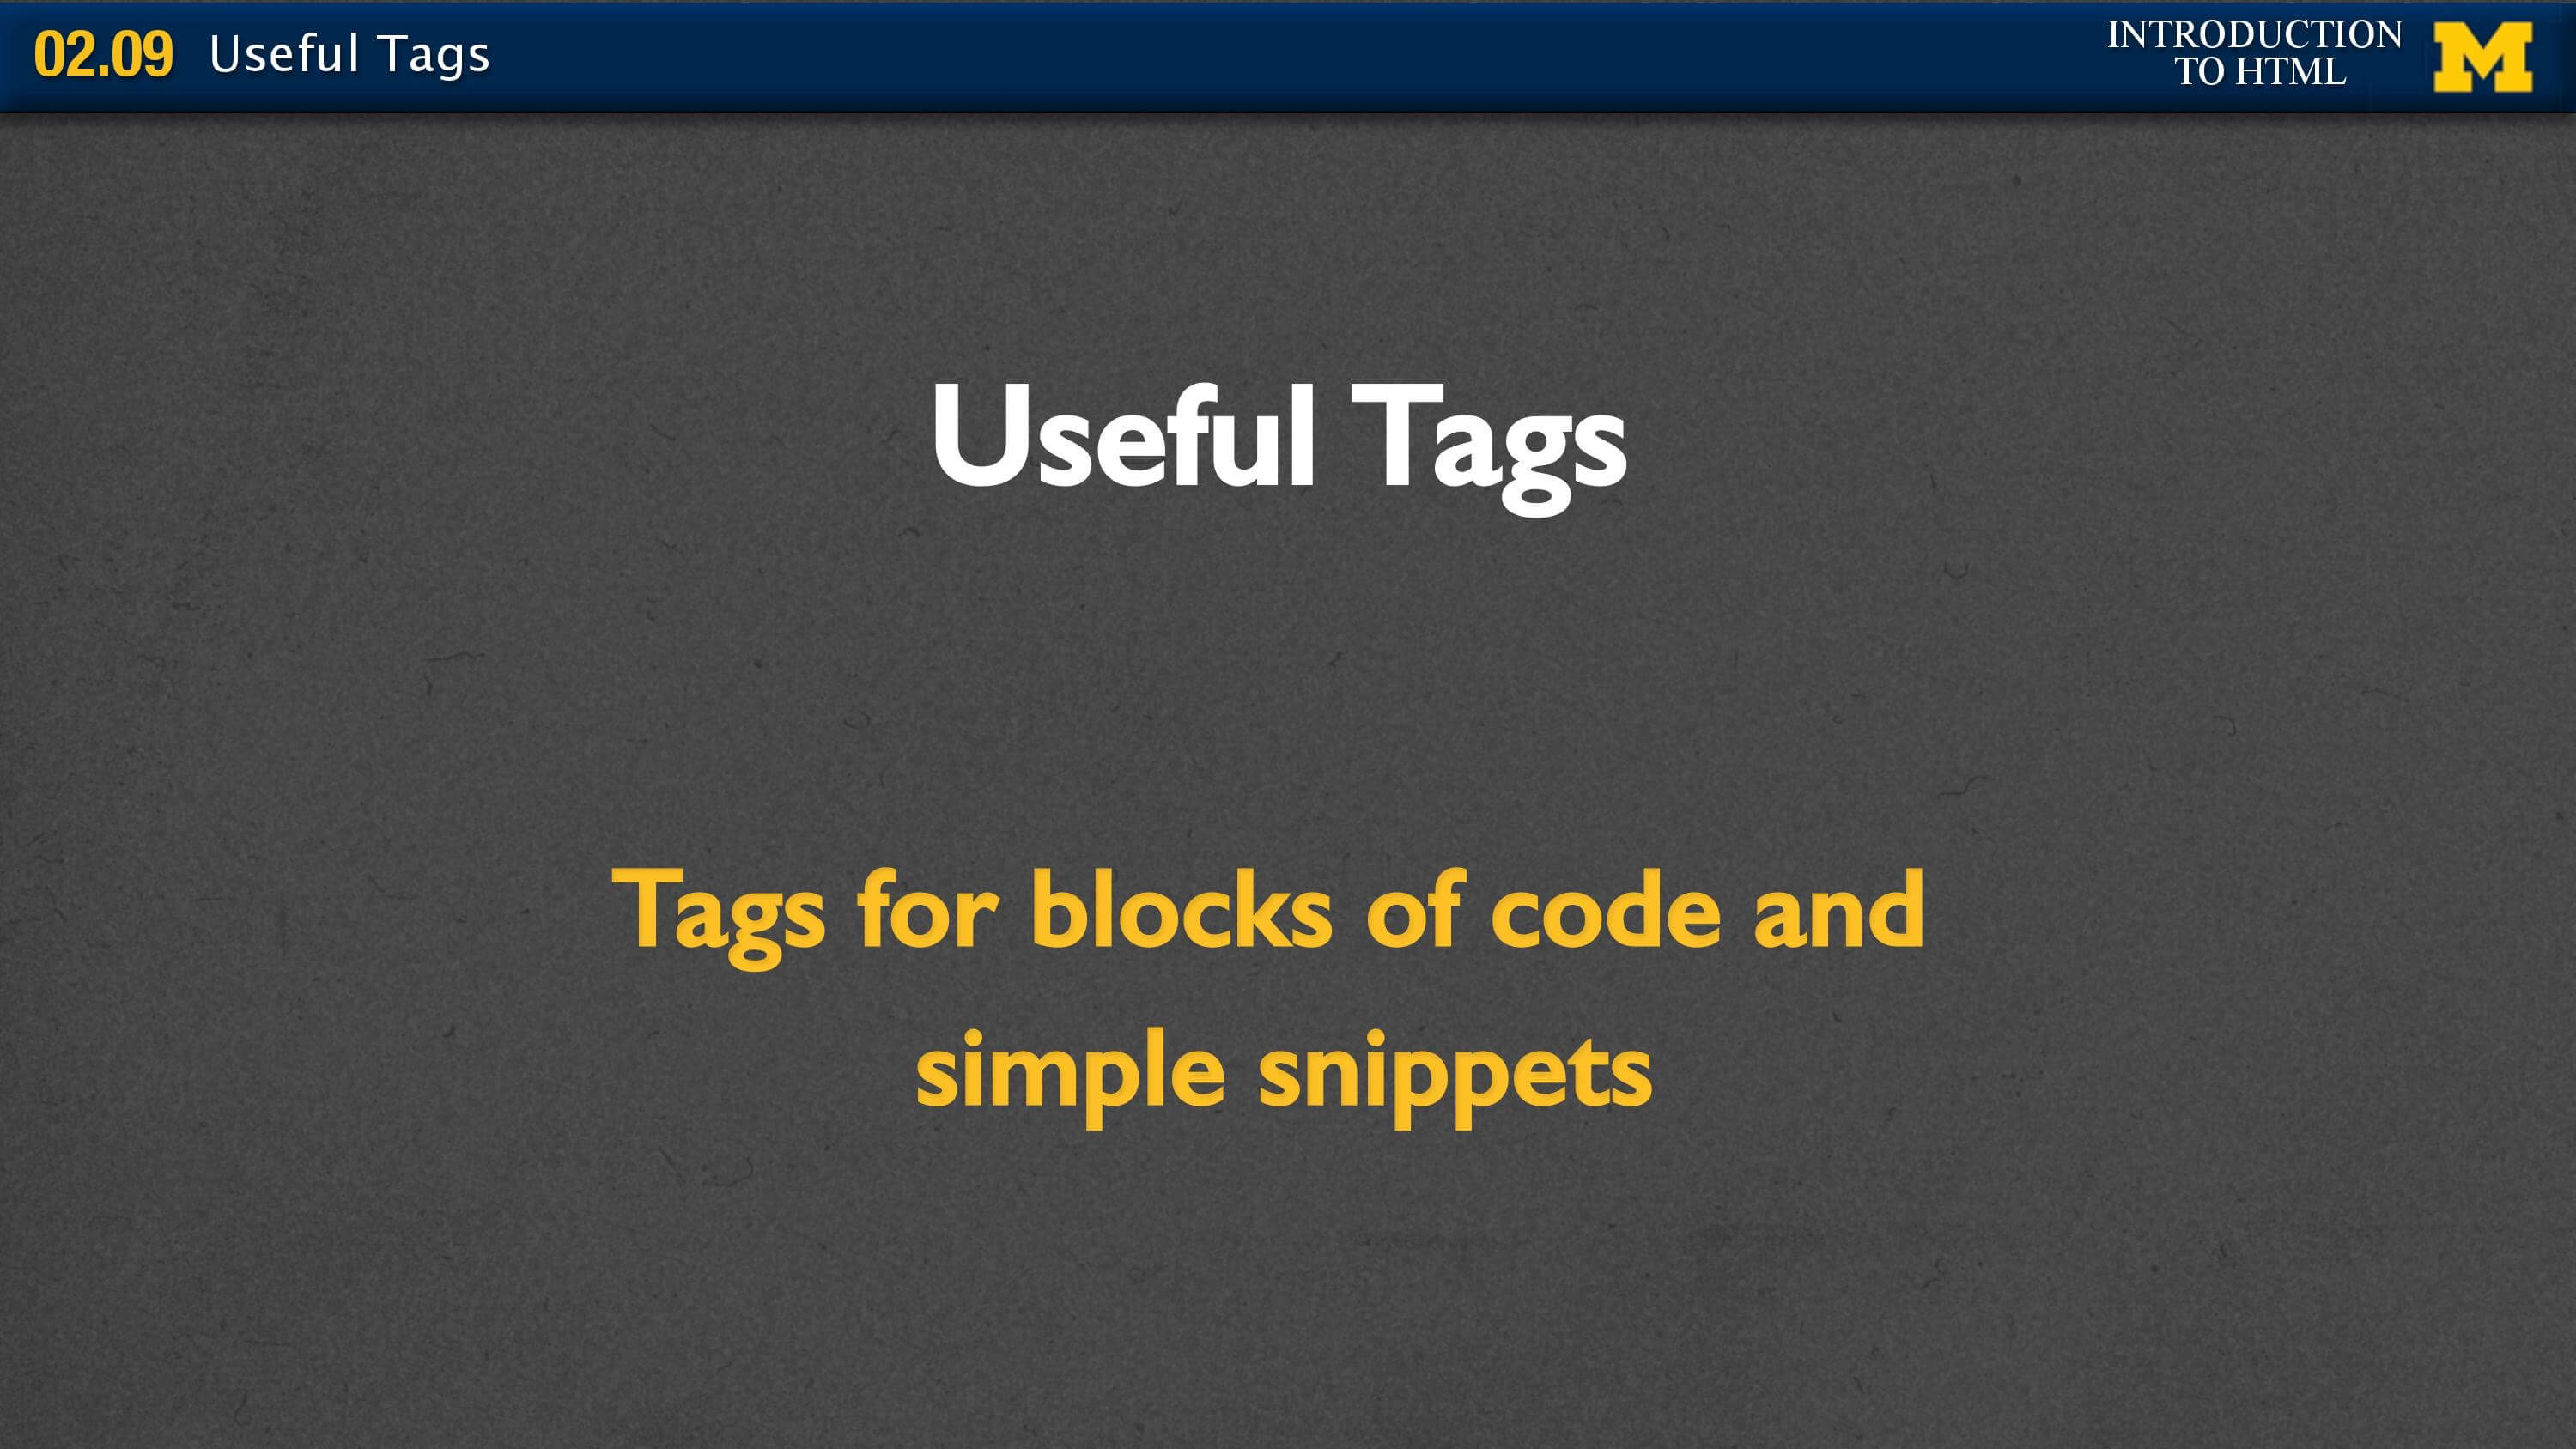 02.09 Useful Tags
INTRODUCTION
TO HTML
M
Useful Tags
Tags for blocks of code and
simple snippets